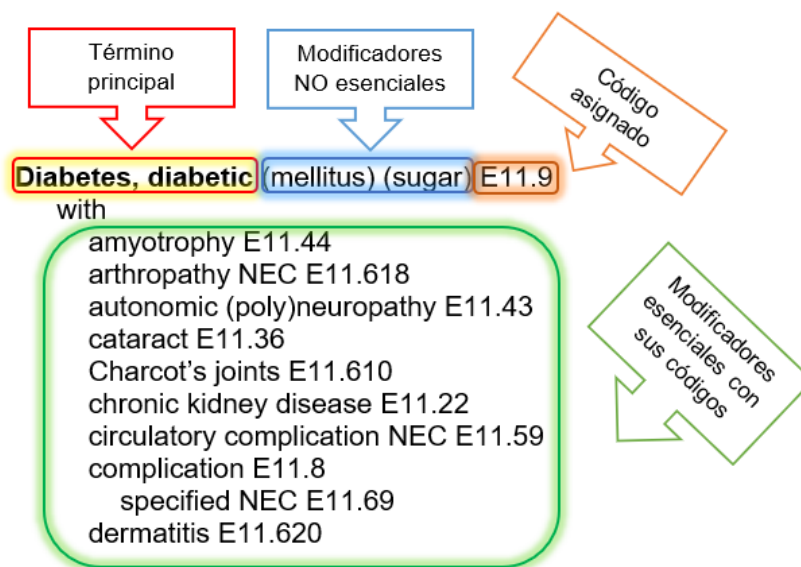 Término
principal
Modificadores
NO esenciales
Código
asignado
Diabetes, diabetic (mellitus) (sugar) E11.9
with
amyotrophy E11.44
arthropathy NEC E11.618
autonomic (poly)neuropathy E11.43
cataract E11.36
Charcot’s joints E11.610
chronic kidney disease E11.22
circulatory complication NEC E11.59
complication E11.8
specified NEC E11.69
dermatitis E11.620
Modificadores
esenciales con
sus códigos